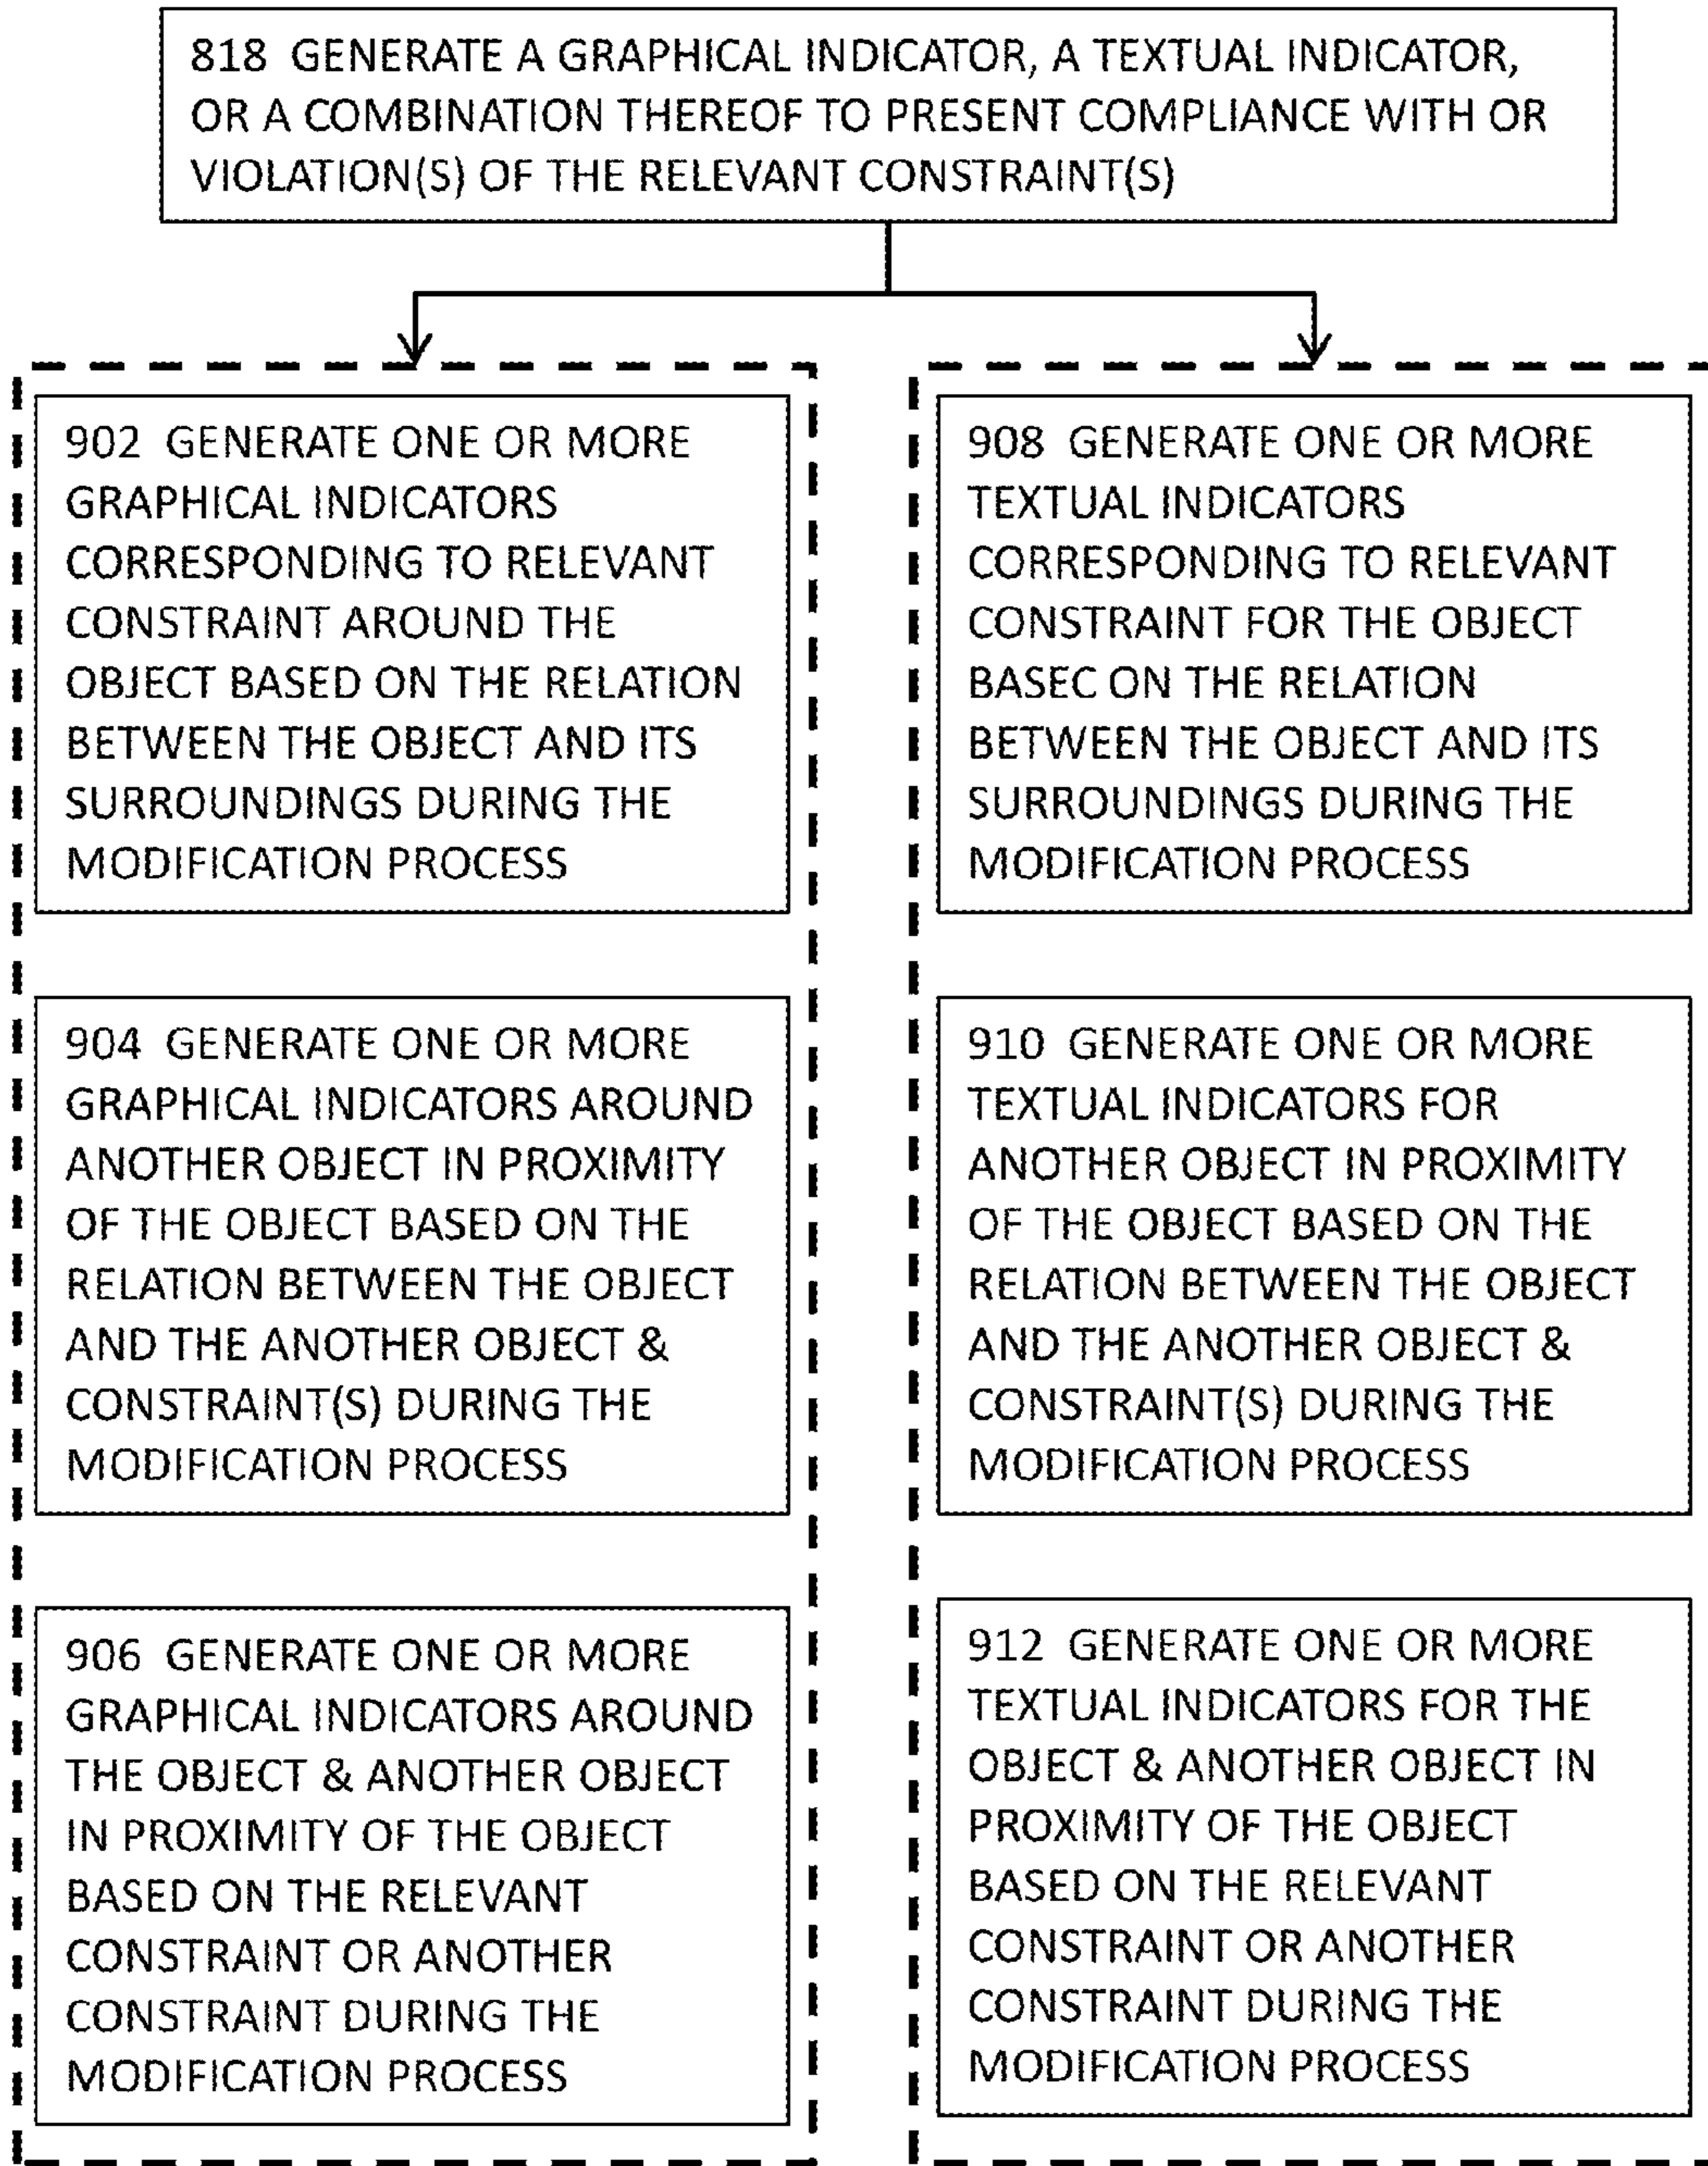 818 GENERATE A GRAPHICAL INDICATOR, A TEXTUAL INDICATOR,
OR A COMBINATION THEREOF TO PRESENT COMPLIANCE WITH OR
VIOLATION(S) OF THE RELEVANT CONSTRAINT(S)
902 GENERATE ONE OR MORE
GRAPHICAL INDICATORS
CORRESPONDING TO RELEVANT
CONSTRAINT AROUND THE
OBJECT BASED ON THE RELATION
BETWEEN THE OBJECT AND ITS
SURROUNDINGS DURING THE
MODIFICATION PROCESS
904 GENERATE ONE OR MORE
GRAPHICAL INDICATORS AROUND
ANOTHER OBJECT IN PROXIMITY
OF THE OBJECT BASED ON THE
RELATION BETWEEN THE OBJECT
AND THE ANOTHER OBJECT &
CONSTRAINT(S) DURING THE
MODIFICATION PROCESS
906 GENERATE ONE OR MORE
GRAPHICAL INDICATORS AROUND
THE OBJECT & ANOTHER OBJECT
IN PROXIMITY OF THE OBJECT
BASED ON THE RELEVANT
CONSTRAINT OR ANOTHER
CONSTRAINT DURING THE
MODIFICATION PROCESS
908 GENERATE ONE OR MORE
TEXTUAL INDICATORS
CORRESPONDING TO RELEVANT
CONSTRAINT FOR THE OBJECT
BASEC ON THE RELATION
BETWEEN THE OBJECT AND ITS
SURROUNDINGS DURING THE
MODIFICATION PROCESS
910 GENERATE ONE OR MORE
TEXTUAL INDICATORS FOR
ANOTHER OBJECT IN PROXIMITY
OF THE OBJECT BASED ON THE
RELATION BETWEEN THE OBJECT
AND THE ANOTHER OBJECT &
CONSTRAINT(S) DURING THE
MODIFICATION PROCESS
912 GENERATE ONE OR MORE
TEXTUAL INDICATORS FOR THE
OBJECT & ANOTHER OBJECT IN
PROXIMITY OF THE OBJECT
BASED ON THE RELEVANT
CONSTRAINT OR ANOTHER
CONSTRAINT DURING THE
MODIFICATION PROCESS